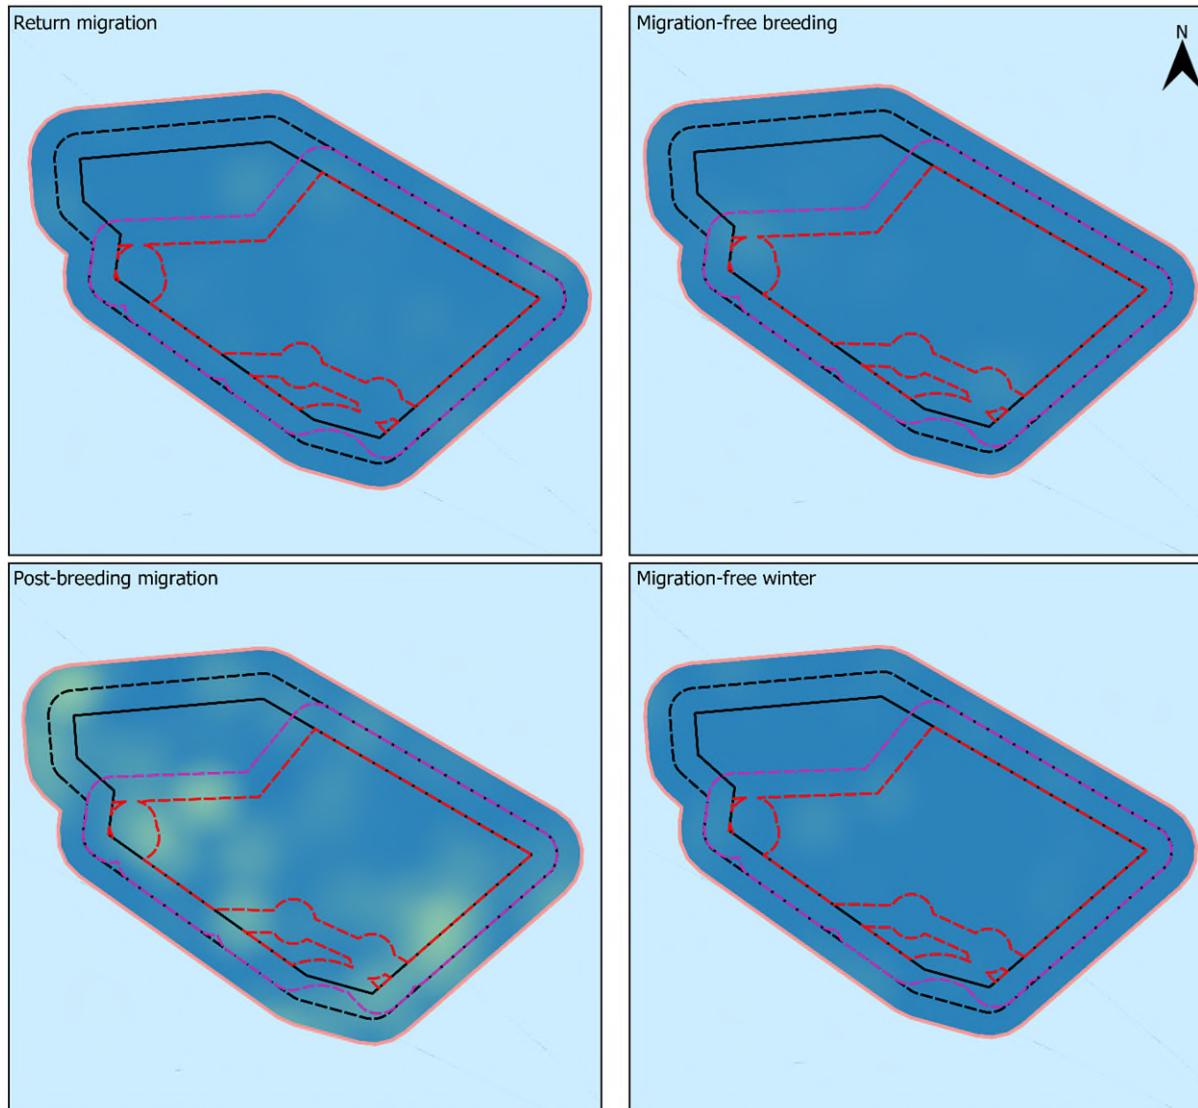 Return migration
Migration-free breeding
N
Post-breeding migration
Migration-free winter